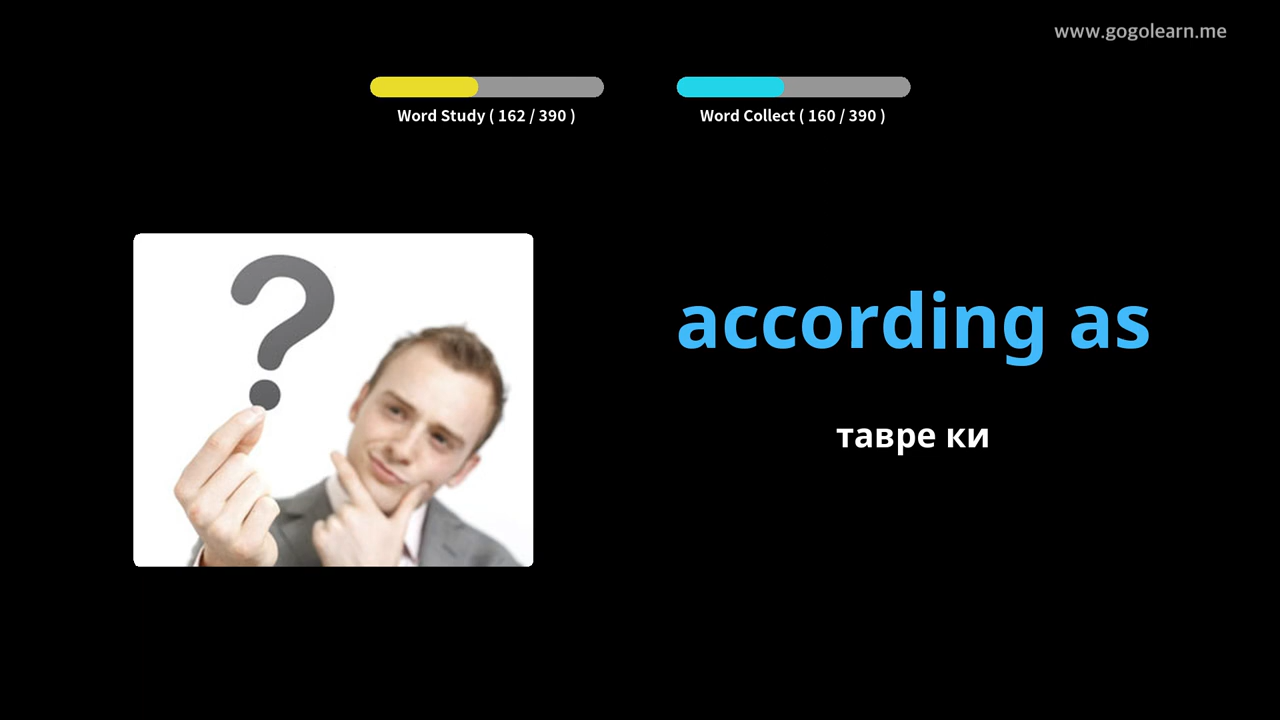 www.gogolearn.me
Word Study ( 162 / 390 )
Word Collect ( 160 / 390 )
?
according as
тавре ки